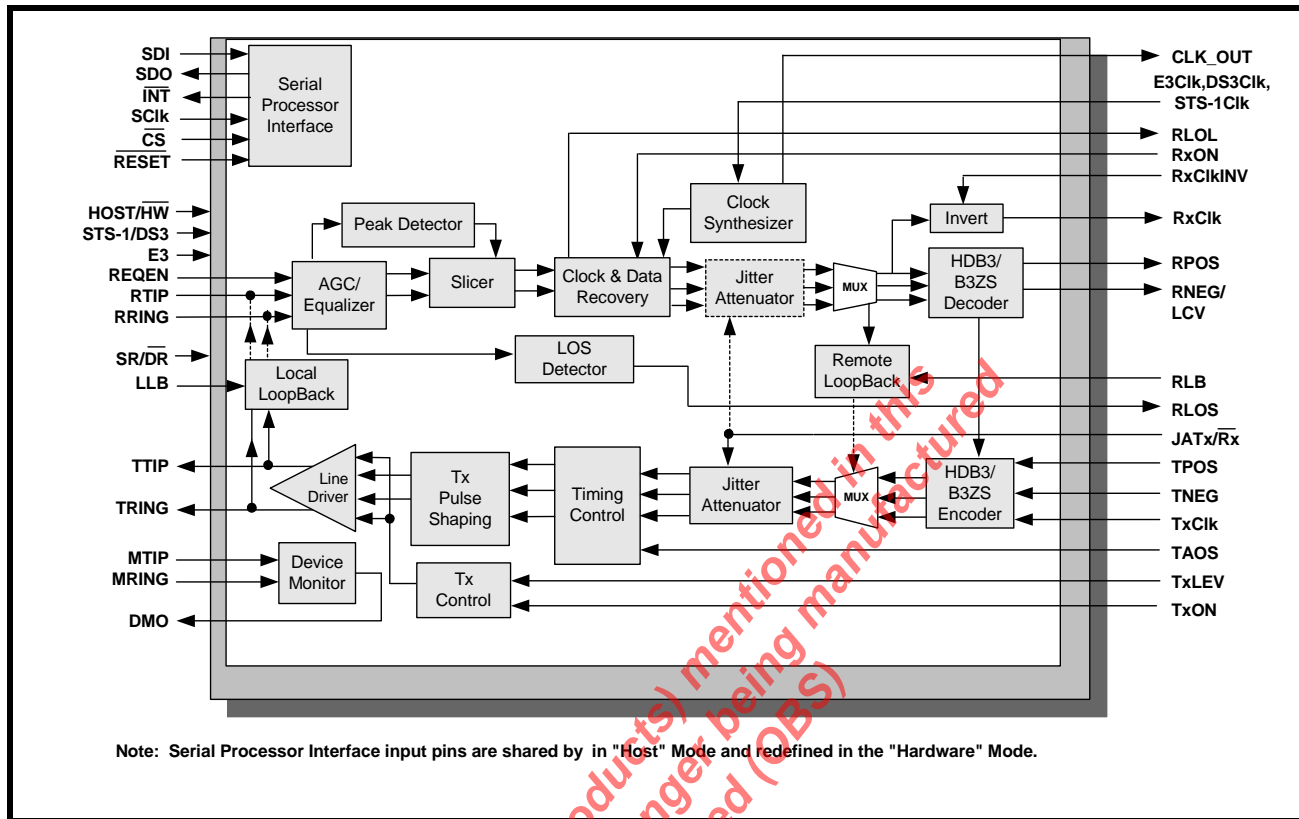 SDI
SDO
INT
SClk
CS
RESET
Serial
Processor
Interface
CLK_OUT
E3Clk,DS3Clk,
STS-1Clk
RLOL
RxON
RxClkINV
RxClk
HOST/HW
STS-1/DS3
E3
REQEN
RTIP
RRING
SR/DR
LLB
Peak Detector
AGC/
Equalizer
Slicer
Clock & Data
Recovery
Clock
Synthesizer
Jitter
Attenuator
MUX
Invert
HDB3/
B3ZS
Decoder
RPOS
RNEG/
LCV
LOS
Detector
Remote
LoopBack
Local
LoopBack
RLB
RLOS
JATx/Rx
TTIP
TRING
MTIP
MRING
DMO
Line
Driver
Tx
Pulse
Shaping
Timing
Control
Jitter
Attenuator
MUX
HDB3/
B3ZS
Encoder
TPOS
TNEG
TxClk
TAOS
TxLEV
TxON
Device
Monitor
Tx
Control
Note: Serial Processor Interface input pins are shared by in "Host" Mode and redefined in the "Hardware" Mode.
oducts) mentioned in this
nger being manufactured
ed (OBS)